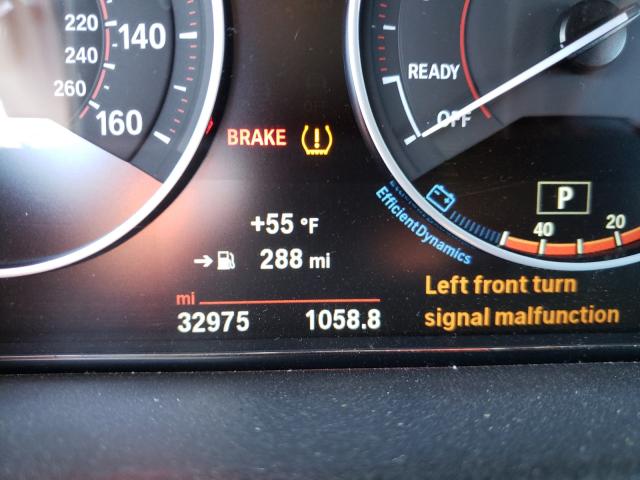 220
140
240
260
160
BRAKE
READY
OFF
P
+55 °F
EfficientDynamics
40
20
288 mi
mi
32975 1058.8
Left front turn
signal malfunction